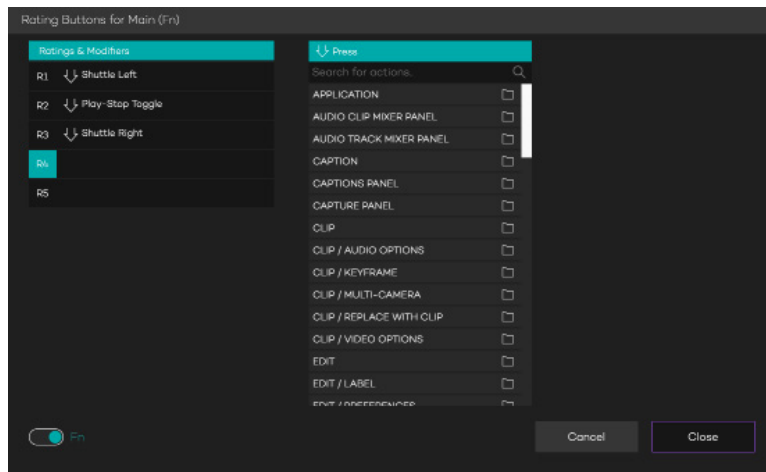 Rating Buttons for Main (Fn)
Ratings & Modifiers
R1 Shuttle Left
R2 Play-Stop Toggle
R3 Shuttle Right
R4
R5
Press
Search for actions.
APPLICATION
AUDIO CLIP MIXER PANEL
AUDIO TRACK MIXER PANEL
CAPTION
CAPTIONS PANEL
CAPTURE PANEL
CLIP
CLIP / AUDIO OPTIONS
CLIP / KEYFRAME
CLIP / MULTI-CAMERA
CLIP / REPLACE WITH CLIP
CLIP / VIDEO OPTIONS
EDIT
EDIT / LABEL
EDIT / PREFERENCES
Fn
Cancel
Close